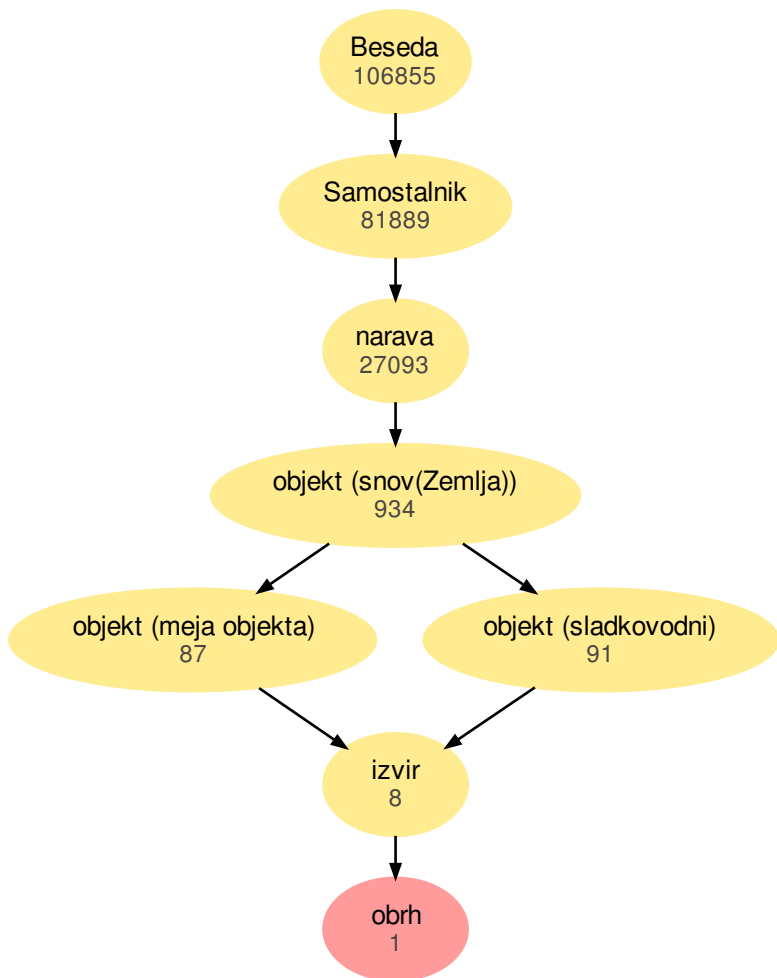 Beseda
106855
Samostalnik
81889
narava
27093
objekt (snov(Zemlja))
934
objekt (meja objekta)
87
objekt (sladkovodni)
91
izvir
8
obrh
1